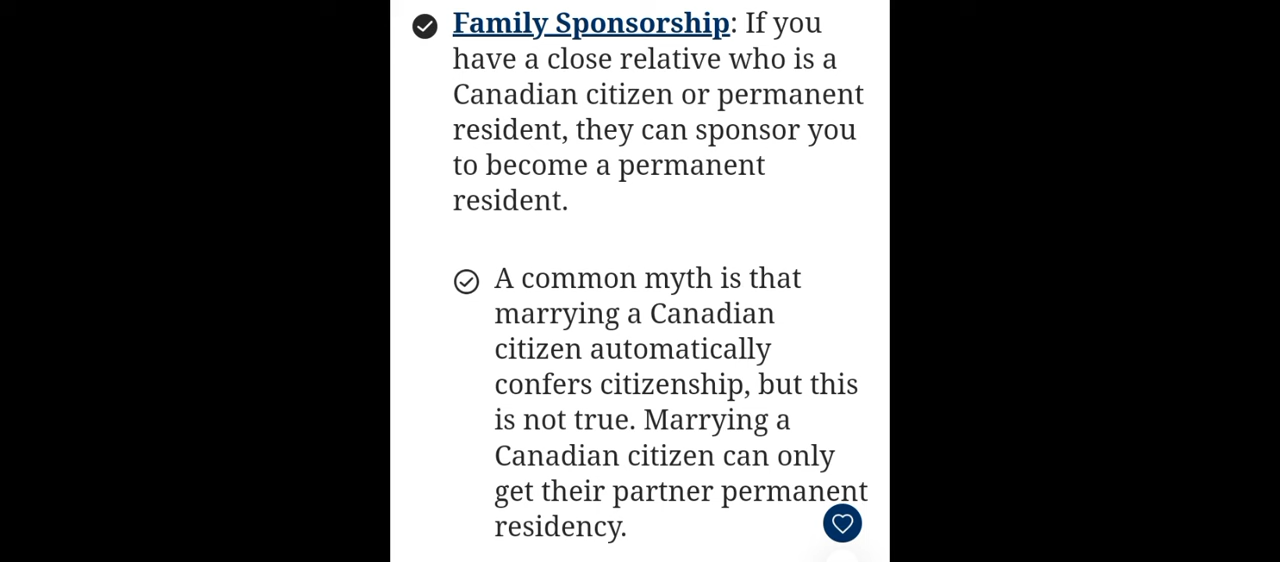 Family Sponsorship: If you
have a close relative who is a
Canadian citizen or permanent
resident, they can sponsor you
to become a permanent
resident.
A common myth is that
marrying a Canadian
citizen automatically
confers citizenship, but this
is not true. Marrying a
Canadian citizen can only
get their partner permanent
residency.